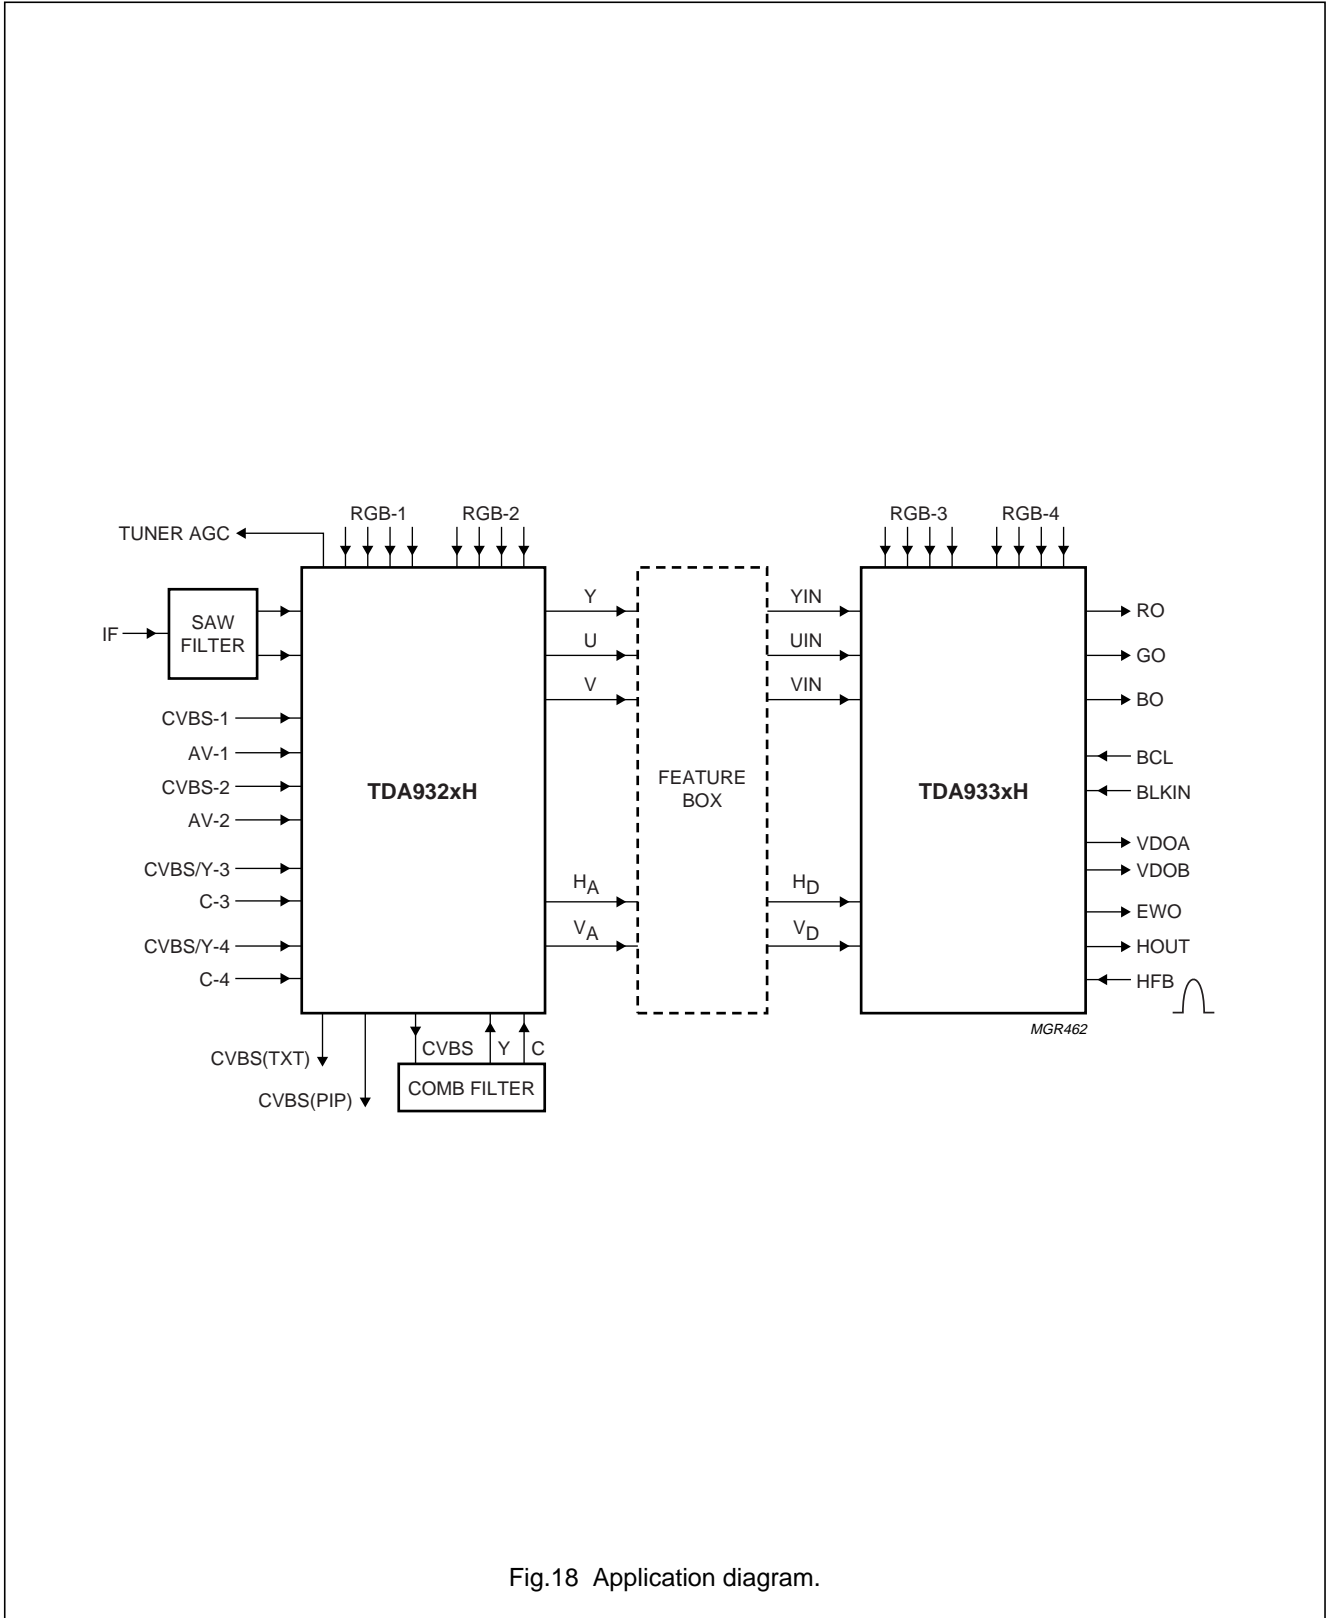 RGB-1
RGB-2
RGB-3
RGB-4
TUNER AGC
IF
SAW
FILTER
CVBS-1
AV-1
CVBS-2
AV-2
CVBS/Y-3
C-3
CVBS/Y-4
C-4
TDA932xH
Y
U
V
HA
VA
FEATURE
BOX
YIN
UIN
VIN
HD
VD
TDA933xH
RO
GO
BO
BCL
BLKIN
VDOA
VDOB
EWO
HOUT
HFB
MGR462
CVBS(TXT)
CVBS(PIP)
CVBS
Y
C
COMB FILTER
Fig.18 Application diagram.